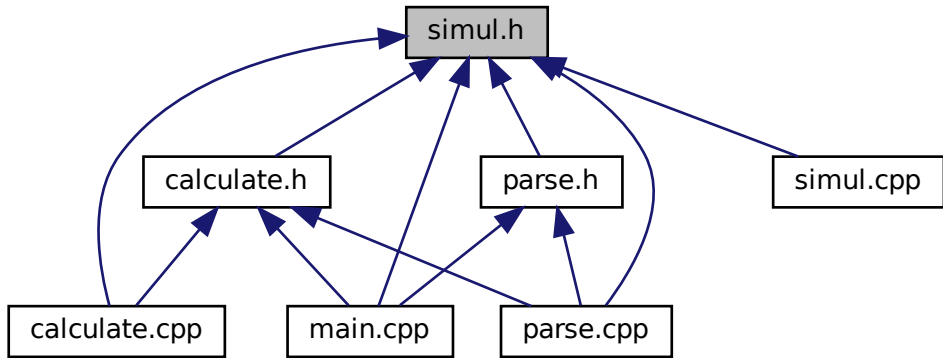 simul.h
calculate.h
parse.h
simul.cpp
calculate.cpp
main.cpp
parse.cpp